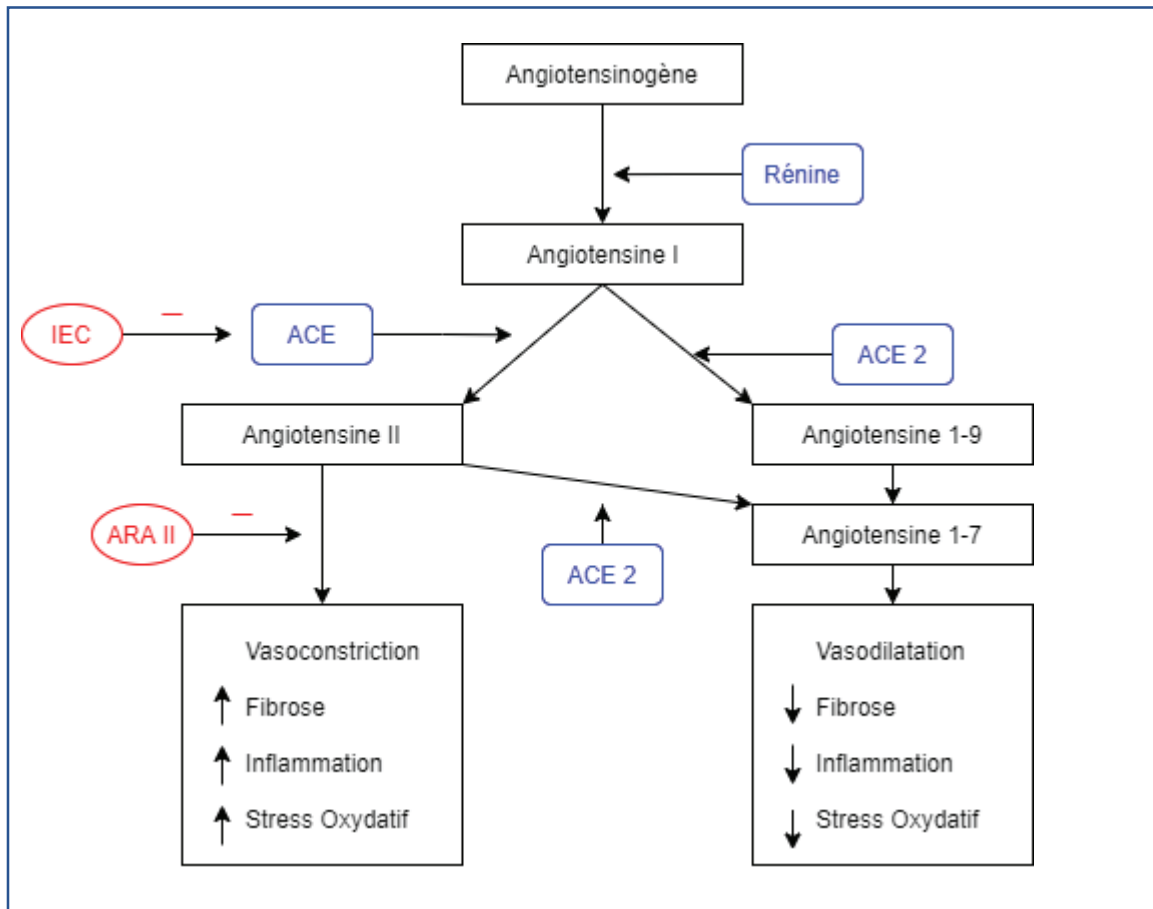 Angiotensinogène
Rénine
Angiotensine I
IEC
—
ACE
ACE 2
Angiotensine II
Angiotensine 1-9
ARA II
—
ACE 2
Angiotensine 1-7
Vasoconstriction
Fibrose
Inflammation
Stress Oxydatif
Vasodilatation
Fibrose
Inflammation
Stress Oxydatif